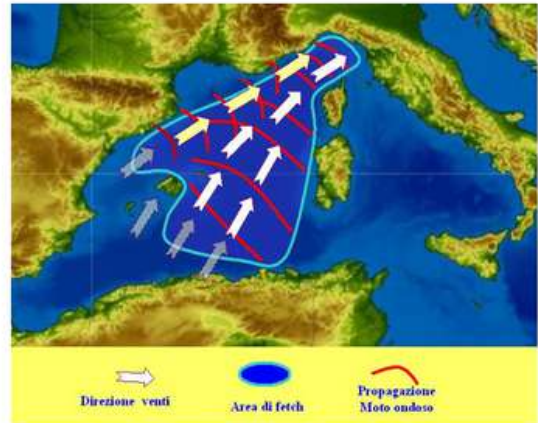 Direzione venti
Area di fetch
Propagazione
Moto ondoso